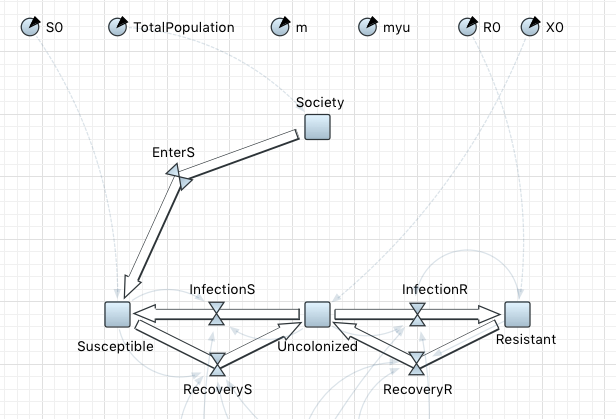 S0
TotalPopulation
m
myu
R0
X0
Society
EnterS
InfectionS
InfectionR
Susceptible
Uncolonized
Resistant
RecoveryS
RecoveryR